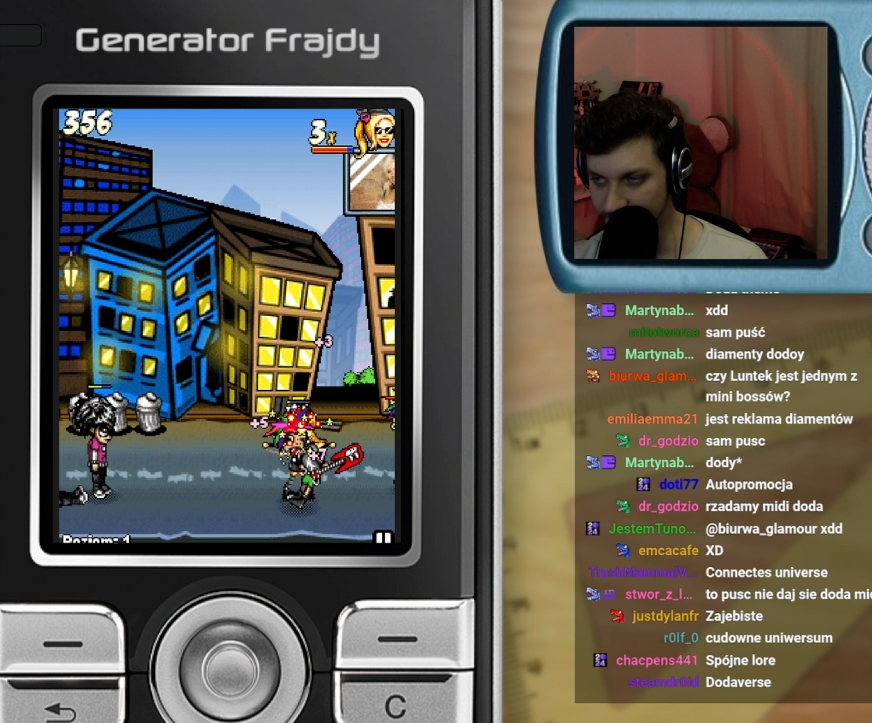 Generator Frajdy
356
3x
+3
+5
Poziom: 1
C
Martynab... xdd
sam puść
Martynab... diamenty dodoy
biurwa_glam... czy Luntek jest jednym z
mini bossów?
emiliaemma21 jest reklama diamentów
dr_godzio sam pusc
Martynab... dody*
doti77 Autopromocja
dr_godzio rzadamy midi doda
JestemTuno... @biurwa_glamour xdd
emcacafe XD
Connectes universe
stwor_z_l... to pusc nie daj sie doda
justdylanfr Zajebiste
r0lf_0 cudowne uniwersum
chacpens441 Spójne lore
Dodaverse